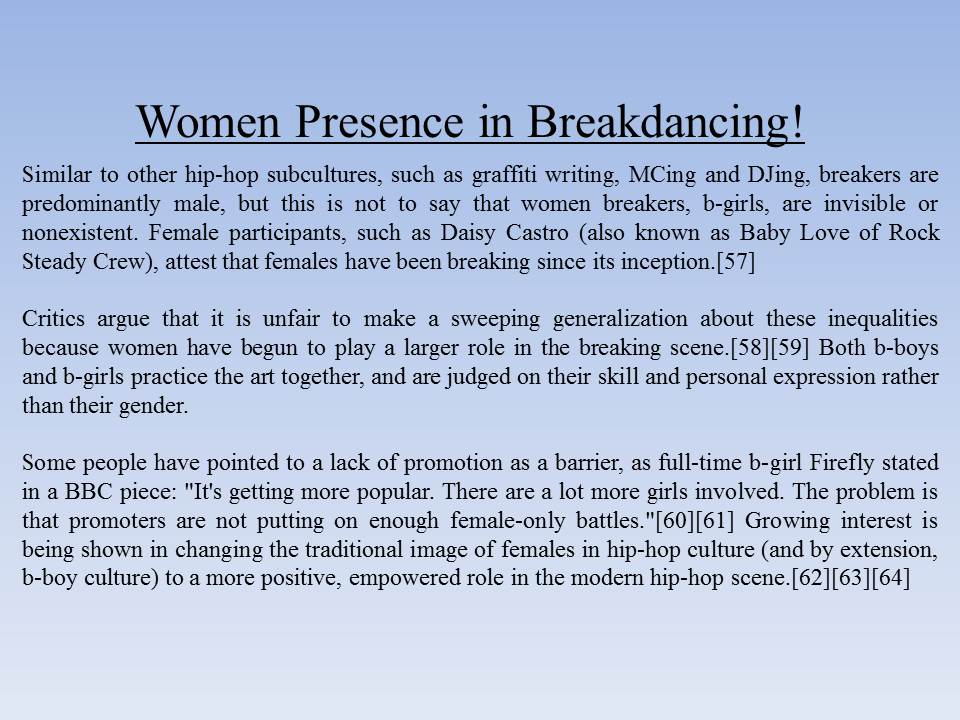 Women Presence in Breakdancing!
Similar to other hip-hop subcultures, such as graffiti writing, MCing and DJing, breakers are
predominantly male, but this is not to say that women breakers, b-girls, are invisible or
nonexistent. Female participants, such as Daisy Castro (also known as Baby Love of Rock
Steady Crew), attest that females have been breaking since its inception.[57]
Critics argue that it is unfair to make a sweeping generalization about these inequalities
because women have begun to play a larger role in the breaking scene.[58][59] Both b-boys
and b-girls practice the art together, and are judged on their skill and personal expression rather
than their gender.
Some people have pointed to a lack of promotion as a barrier, as full-time b-girl Firefly stated
in a BBC piece: "It's getting more popular. There are a lot more girls involved. The problem is
that promoters are not putting on enough female-only battles."[60][61] Growing interest is
being shown in changing the traditional image of females in hip-hop culture (and by extension,
b-boy culture) to a more positive, empowered role in the modern hip-hop scene.[62][63][64]